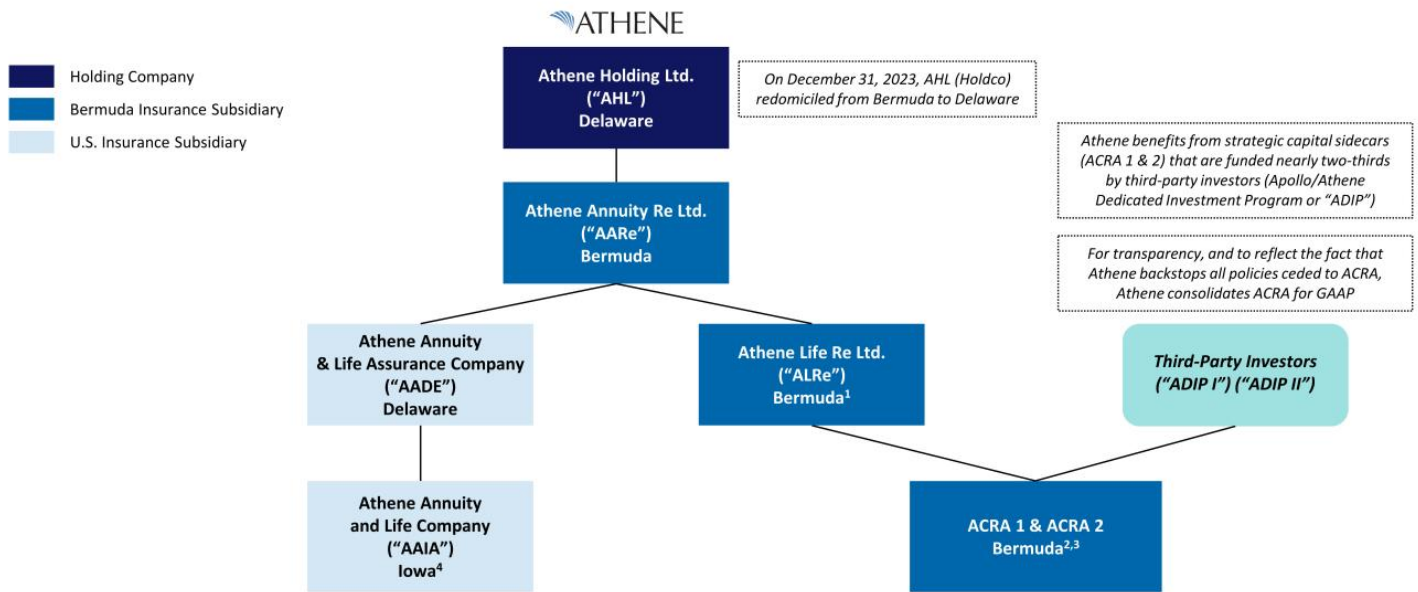 ATHENE
Holding Company
Bermuda Insurance Subsidiary
U.S. Insurance Subsidiary
Athene Holding Ltd.
(“AHL”)
Delaware
On December 31, 2023, AHL (Holdco)
redomiciled from Bermuda to Delaware
Athene benefits from strategic capital sidecars
(ACRA 1 & 2) that are funded nearly two-thirds
by third-party investors (Apollo/Athene
Dedicated Investment Program or “ADIP”)
Athene Annuity Re Ltd.
(“AARe”)
Bermuda
For transparency, and to reflect the fact that
Athene backstops all policies ceded to ACRA,
Athene consolidates ACRA for GAAP
Athene Annuity
& Life Assurance Company
(“AADE”)
Delaware
Athene Life Re Ltd.
(“ALRe”)
Bermuda¹
Third-Party Investors
(“ADIP I”) (“ADIP II”)
Athene Annuity
and Life Company
(“AAIA”)
Iowa⁴
ACRA 1 & ACRA 2
Bermuda²,³